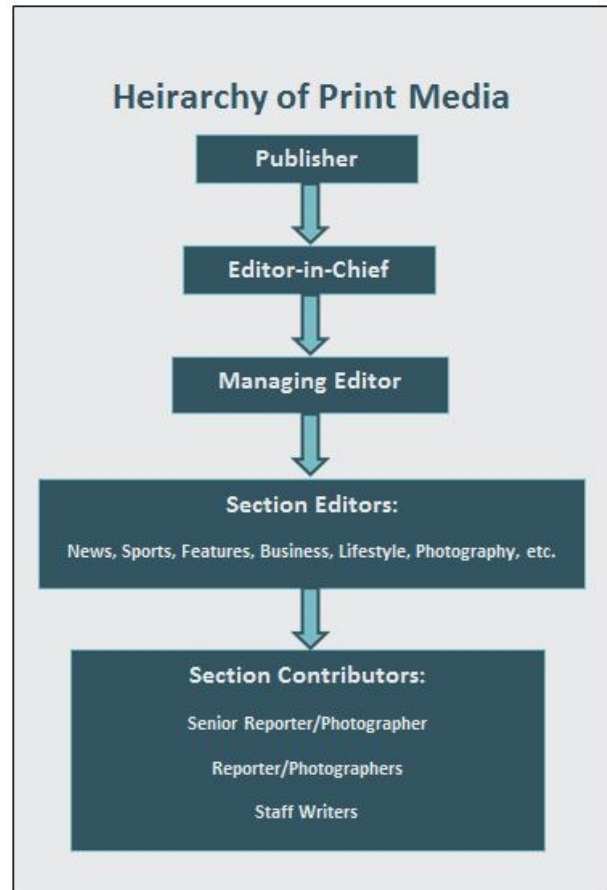 Heirarchy of Print Media
Publisher
Editor-in-Chief
Managing Editor
Section Editors:
News, Sports, Features, Business, Lifestyle, Photography, etc.
Section Contributors:
Senior Reporter/Photographer
Reporter/Photographers
Staff Writers